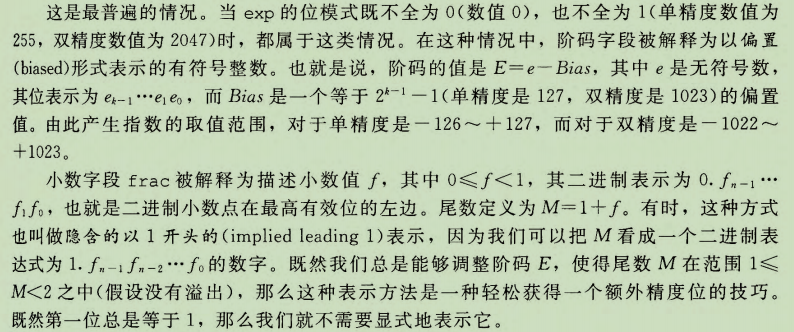 这是最普遍的情况。当 exp 的位模式既不全为 0(数值 0)，也不全为 1(单精度数值为
255，双精度数值为 2047)时，都属于这类情况。在这种情况中，阶码字段被解释为以偏置
(biased)形式表示的有符号整数。也就是说，阶码的值是 E=e−Bias，其中 e 是无符号数，
其位表示为 eₖ₋₁⋯e₁e₀，而 Bias 是一个等于 2ᵏ⁻¹−1(单精度是 127，双精度是 1023)的偏置
值。由此产生指数的取值范围，对于单精度是−126～+127，而对于双精度是−1022～
+1023。
小数字段 frac 被解释为描述小数值 f，其中 0≤f<1，其二进制表示为 0. fₙ₋₁⋯
f₁f₀，也就是二进制小数点在最高有效位的左边。尾数定义为 M=1+f。有时，这种方式
也叫做隐含的以 1 开头的(implied leading 1)表示，因为我们可以把 M 看成一个二进制表
达式为 1. fₙ₋₁fₙ₋₂⋯f₀的数字。既然我们总是能够调整阶码 E，使得尾数 M 在范围 1≤
M<2 之中(假设没有溢出)，那么这种表示方法是一种轻松获得一个额外精度位的技巧。
既然第一位总是等于 1，那么我们就不需要显式地表示它。